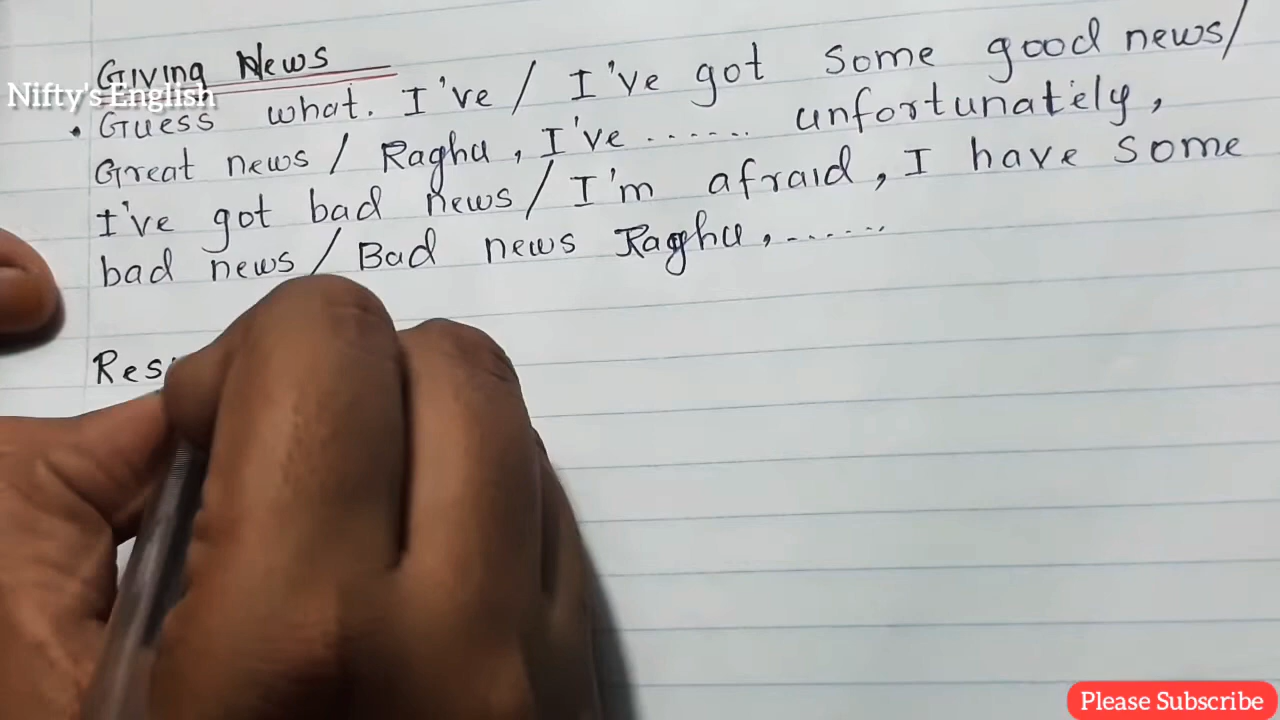 Giving News
Nifty's English
• Guess what. I've / I've got some good news/
Great news / Raghu, I've ...... unfortunately,
I've got bad news / I'm afraid, I have some
bad news / Bad news Raghu, ......
Res
Please Subscribe